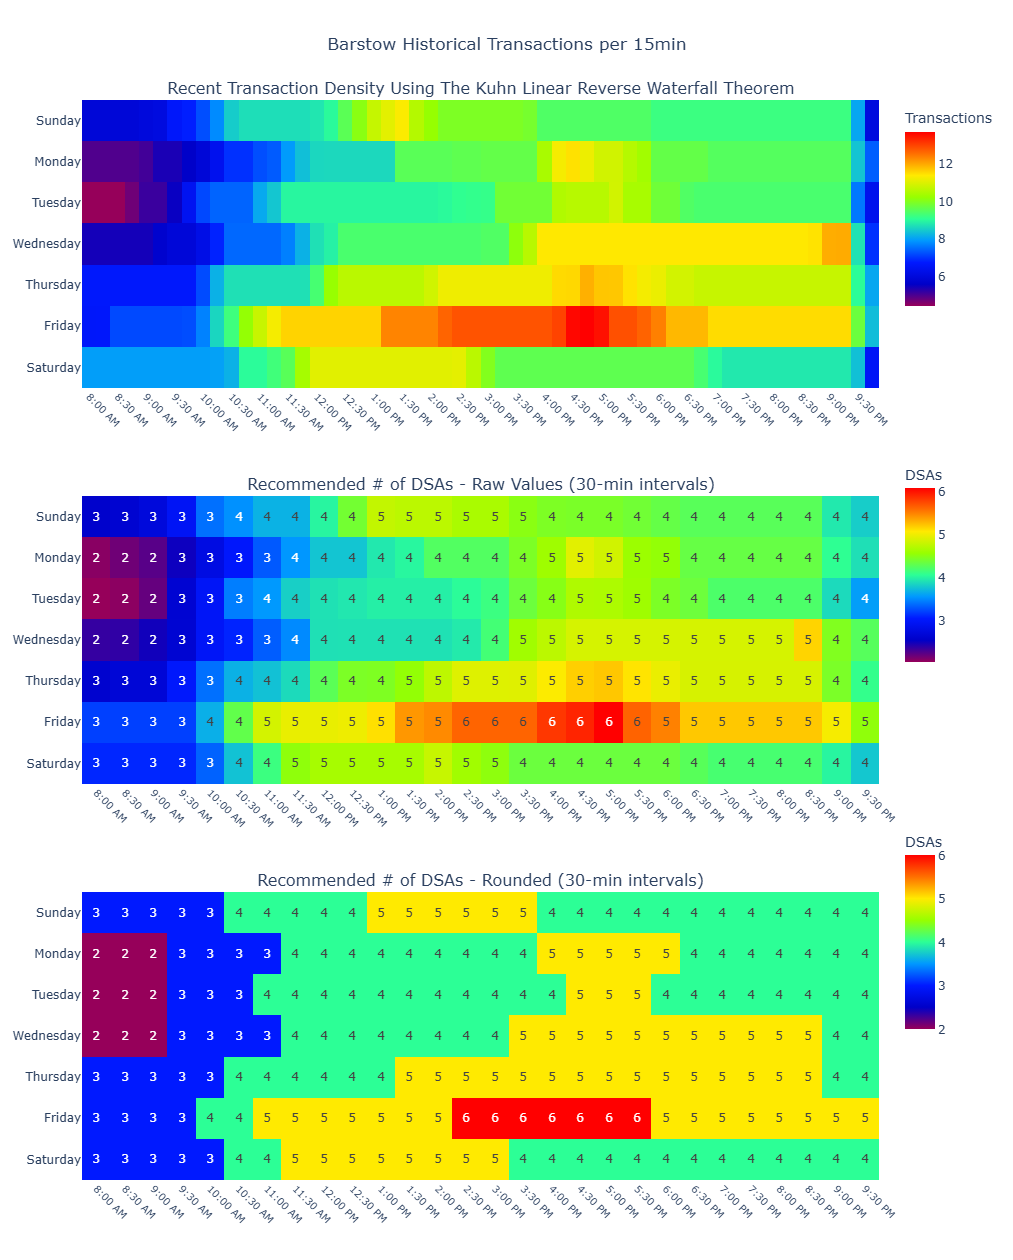 Barstow Historical Transactions per 15min
Recent Transaction Density Using The Kuhn Linear Reverse Waterfall Theorem
Sunday
Monday
Tuesday
Wednesday
Thursday
Friday
Saturday
8:00 AM 8:30 AM 9:00 AM 9:30 AM 10:00 AM 10:30 AM 11:00 AM 11:30 AM 12:00 PM 12:30 PM 1:00 PM 1:30 PM 2:00 PM 2:30 PM 3:00 PM 3:30 PM 4:00 PM 4:30 PM 5:00 PM 5:30 PM 6:00 PM 6:30 PM 7:00 PM 7:30 PM 8:00 PM 8:30 PM 9:00 PM 9:30 PM
Transactions
12
10
8
6
Recommended # of DSAs - Raw Values (30-min intervals)
Sunday 3 3 3 3 3 4 4 4 4 4 5 5 5 5 5 5 4 4 4 4 4 4 4 4 4 4 4 4
Monday 2 2 2 3 3 3 3 4 4 4 4 4 4 4 4 4 5 5 5 5 5 4 4 4 4 4 4 4
Tuesday 2 2 2 3 3 3 4 4 4 4 4 4 4 4 4 4 4 5 5 5 4 4 4 4 4 4 4 4
Wednesday 2 2 2 3 3 3 3 4 4 4 4 4 4 4 4 5 5 5 5 5 5 5 5 5 5 5 4 4
Thursday 3 3 3 3 3 4 4 4 4 4 4 5 5 5 5 5 5 5 5 5 5 5 5 5 5 5 4 4
Friday 3 3 3 3 4 4 5 5 5 5 5 5 5 6 6 6 6 6 6 6 5 5 5 5 5 5 5 5
Saturday 3 3 3 3 3 4 4 5 5 5 5 5 5 5 5 4 4 4 4 4 4 4 4 4 4 4 4 4
8:00 AM 8:30 AM 9:00 AM 9:30 AM 10:00 AM 10:30 AM 11:00 AM 11:30 AM 12:00 PM 12:30 PM 1:00 PM 1:30 PM 2:00 PM 2:30 PM 3:00 PM 3:30 PM 4:00 PM 4:30 PM 5:00 PM 5:30 PM 6:00 PM 6:30 PM 7:00 PM 7:30 PM 8:00 PM 8:30 PM 9:00 PM 9:30 PM
DSAs
6
5
4
3
Recommended # of DSAs - Rounded (30-min intervals)
Sunday 3 3 3 3 3 4 4 4 4 4 5 5 5 5 5 5 4 4 4 4 4 4 4 4 4 4 4 4
Monday 2 2 2 3 3 3 3 4 4 4 4 4 4 4 4 4 5 5 5 5 5 4 4 4 4 4 4 4
Tuesday 2 2 2 3 3 3 4 4 4 4 4 4 4 4 4 4 4 5 5 5 4 4 4 4 4 4 4 4
Wednesday 2 2 2 3 3 3 3 4 4 4 4 4 4 4 4 5 5 5 5 5 5 5 5 5 5 5 4 4
Thursday 3 3 3 3 3 4 4 4 4 4 4 5 5 5 5 5 5 5 5 5 5 5 5 5 5 5 4 4
Friday 3 3 3 3 4 4 5 5 5 5 5 5 5 6 6 6 6 6 6 6 5 5 5 5 5 5 5 5
Saturday 3 3 3 3 3 4 4 5 5 5 5 5 5 5 5 4 4 4 4 4 4 4 4 4 4 4 4 4
8:00 AM 8:30 AM 9:00 AM 9:30 AM 10:00 AM 10:30 AM 11:00 AM 11:30 AM 12:00 PM 12:30 PM 1:00 PM 1:30 PM 2:00 PM 2:30 PM 3:00 PM 3:30 PM 4:00 PM 4:30 PM 5:00 PM 5:30 PM 6:00 PM 6:30 PM 7:00 PM 7:30 PM 8:00 PM 8:30 PM 9:00 PM 9:30 PM
DSAs
6
5
4
3
2